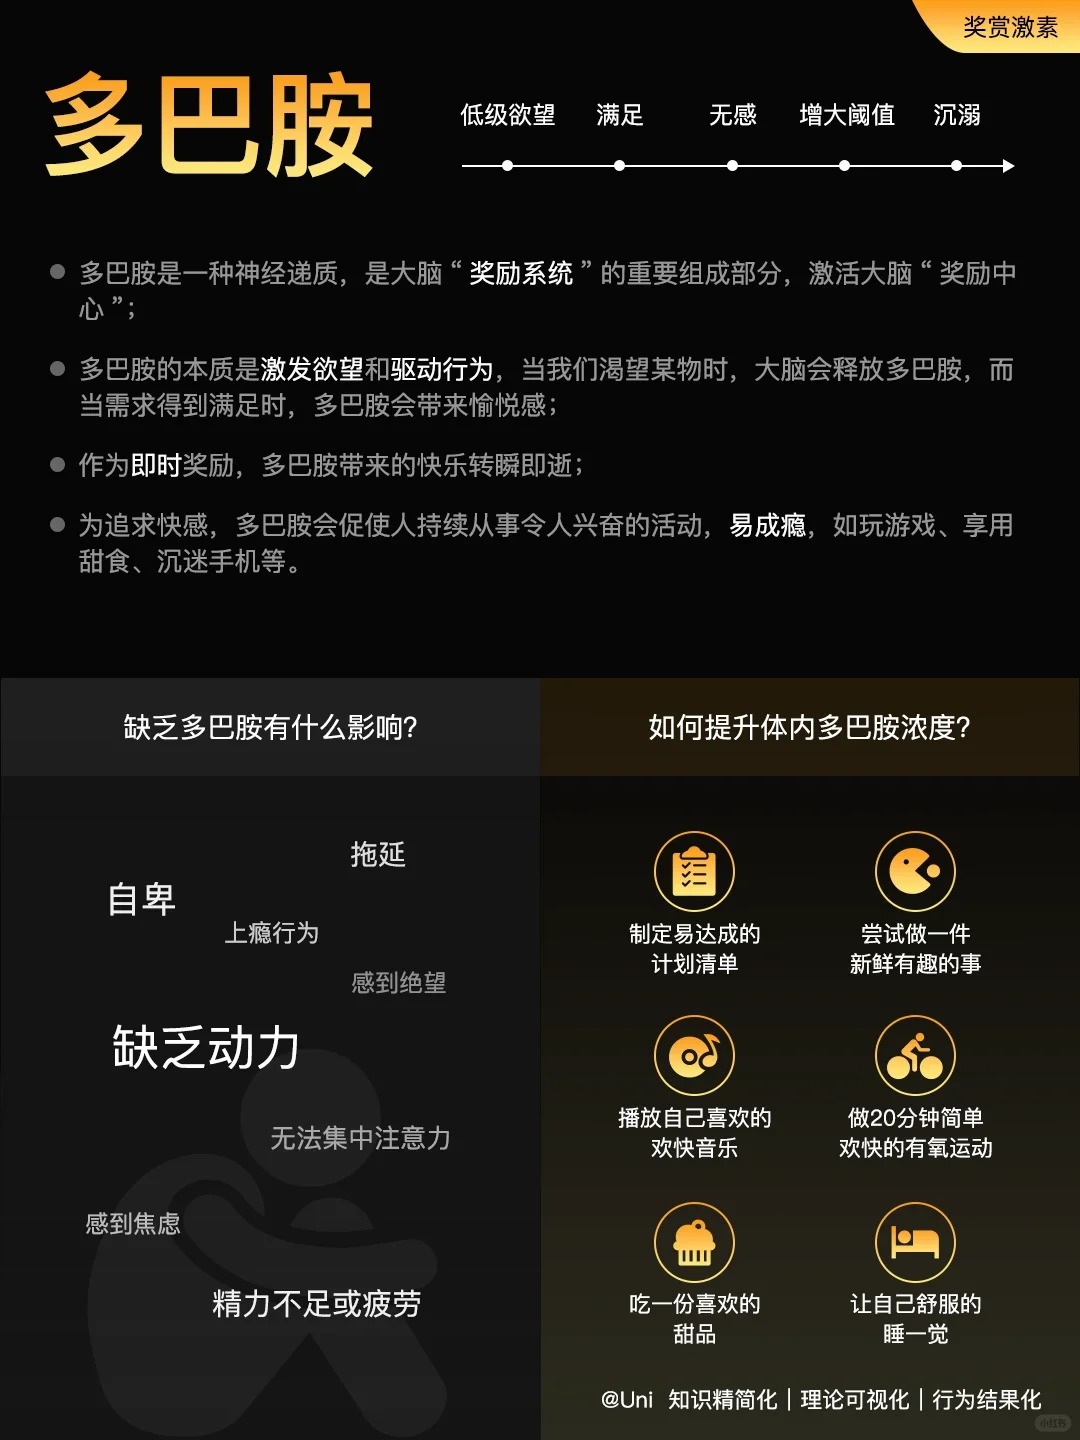 奖赏激素
多巴胺
低级欲望 满足 无感 增大阈值 沉溺
多巴胺是一种神经递质，是大脑“奖励系统”的重要组成部分，激活大脑“奖励中
心”；
多巴胺的本质是激发欲望和驱动行为，当我们渴望某物时，大脑会释放多巴胺，而
当需求得到满足时，多巴胺会带来愉悦感；
作为即时奖励，多巴胺带来的快乐转瞬即逝；
为追求快感，多巴胺会促使人持续从事令人兴奋的活动，易成瘾，如玩游戏、享用
甜食、沉迷手机等。
缺乏多巴胺有什么影响？
拖延
自卑
上瘾行为
感到绝望
缺乏动力
无法集中注意力
感到焦虑
精力不足或疲劳
如何提升体内多巴胺浓度？
制定易达成的
计划清单
尝试做一件
新鲜有趣的事
播放自己喜欢的
欢快音乐
做20分钟简单
欢快的有氧运动
吃一份喜欢的
甜品
让自己舒服的
睡一觉
@Uni 知识精简化｜理论可视化｜行为结果化
小红书